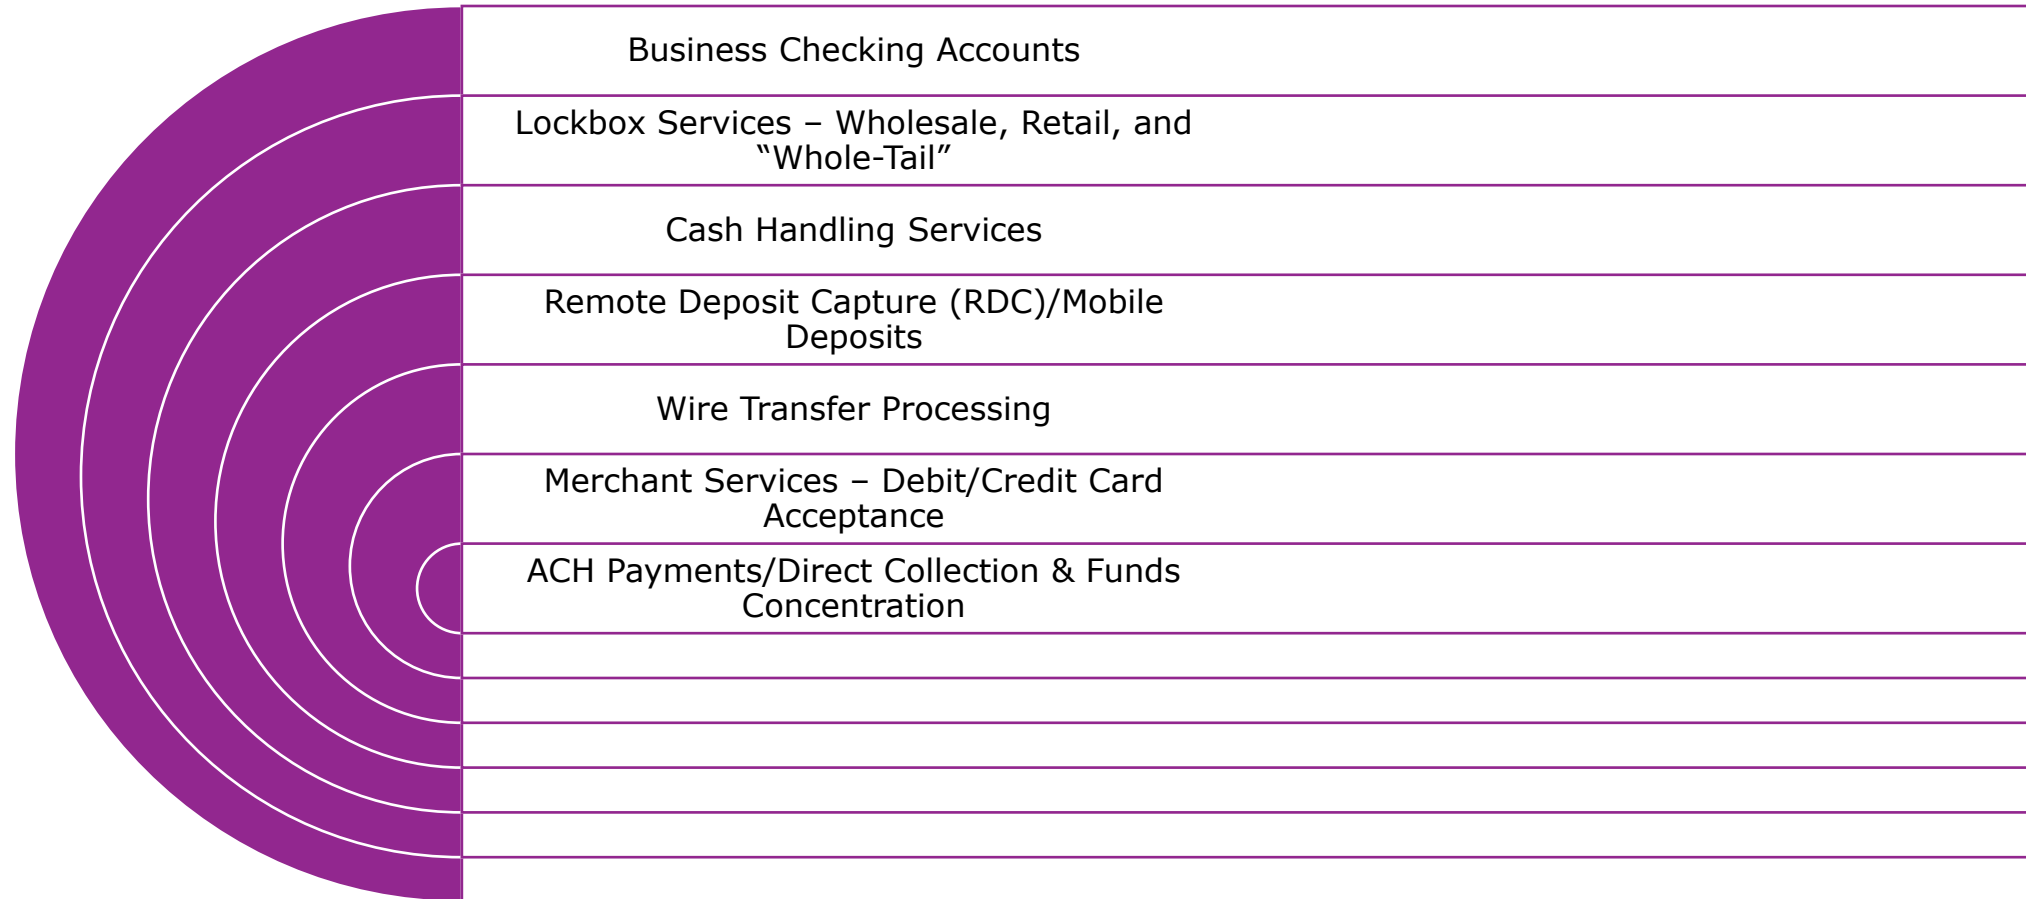 Business Checking Accounts
Lockbox Services – Wholesale, Retail, and
“Whole-Tail”
Cash Handling Services
Remote Deposit Capture (RDC)/Mobile
Deposits
Wire Transfer Processing
Merchant Services – Debit/Credit Card
Acceptance
ACH Payments/Direct Collection & Funds
Concentration